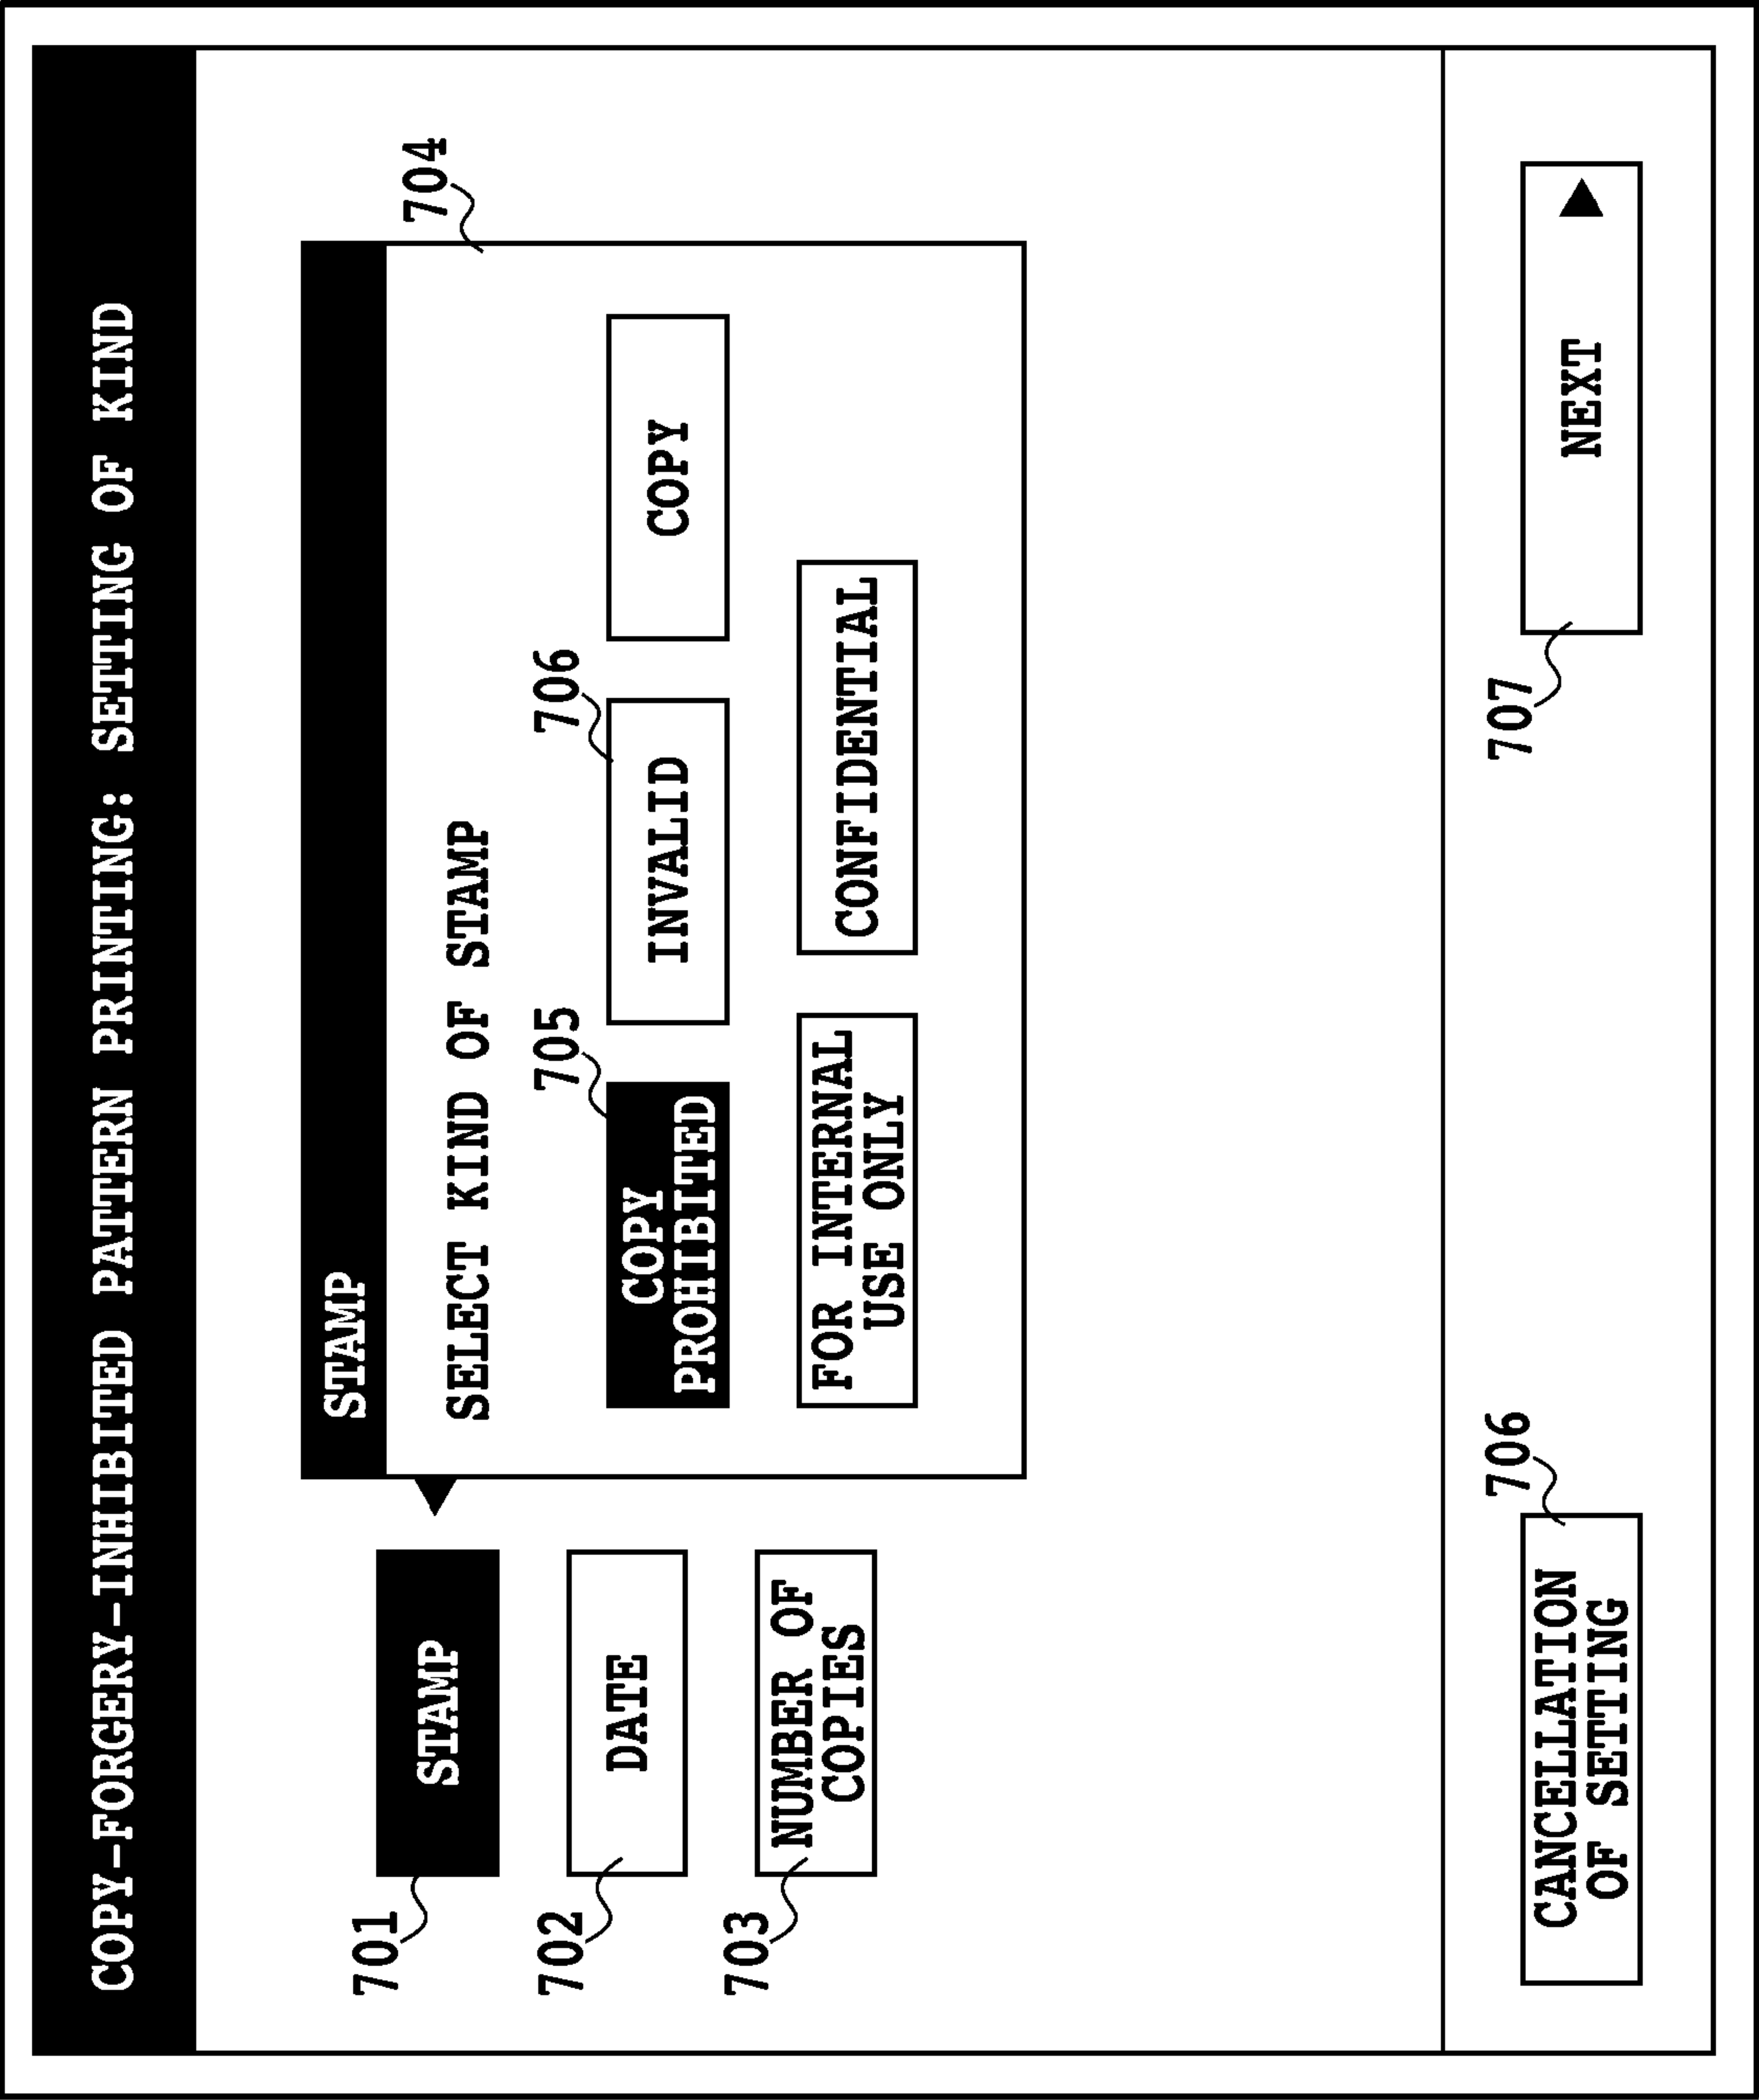 COPY-FORGERY-INHIBITED PATTERN PRINTING: SETTING OF KIND
704
701
STAMP
STAMP
SELECT KIND OF STAMP
702
DATE
705
COPY
PROHIBITED
706
INVALID
COPY
703
NUMBER OF
COPIES
FOR INTERNAL
USE ONLY
CONFIDENTIAL
706
CANCELLATION
OF SETTING
707
NEXT